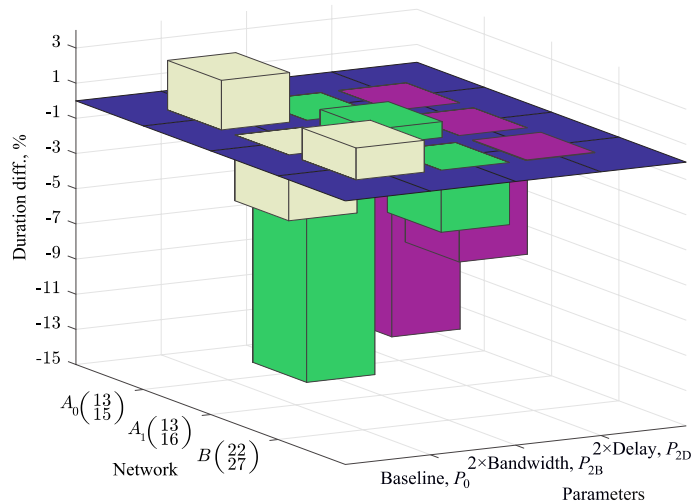 Duration diff., %
3
1
-1
-3
-5
-7
-9
-11
-13
-15
A₀(13 15)
A₁(13 16)
B(22 27)
Network
Baseline, P₀
2×Bandwidth, P₂B
2×Delay, P₂D
Parameters